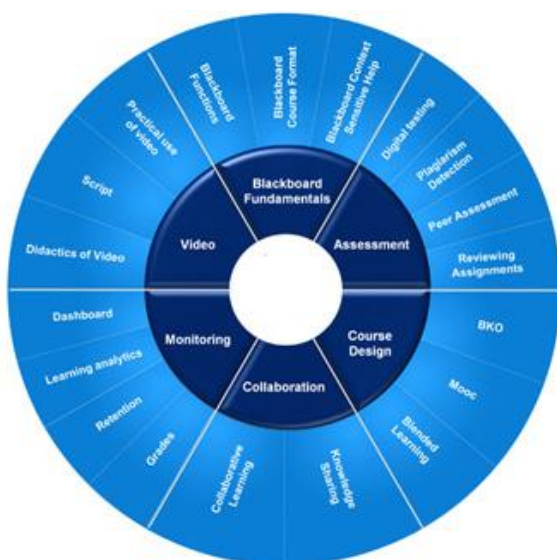 Blackboard
Fundamentals
Assessment
Course
Design
Collaboration
Monitoring
Video
Blackboard
Functions
Blackboard
Course Format
Blackboard Context
Sensitive Help
Digital testing
Plagiarism
Detection
Peer Assessment
Reviewing
Assignments
BKO
Mooc
Blended
Learning
Knowledge
Sharing
Collaborative
Learning
Grades
Retention
Learning analytics
Dashboard
Didactics of Video
Script
Practical use
of video